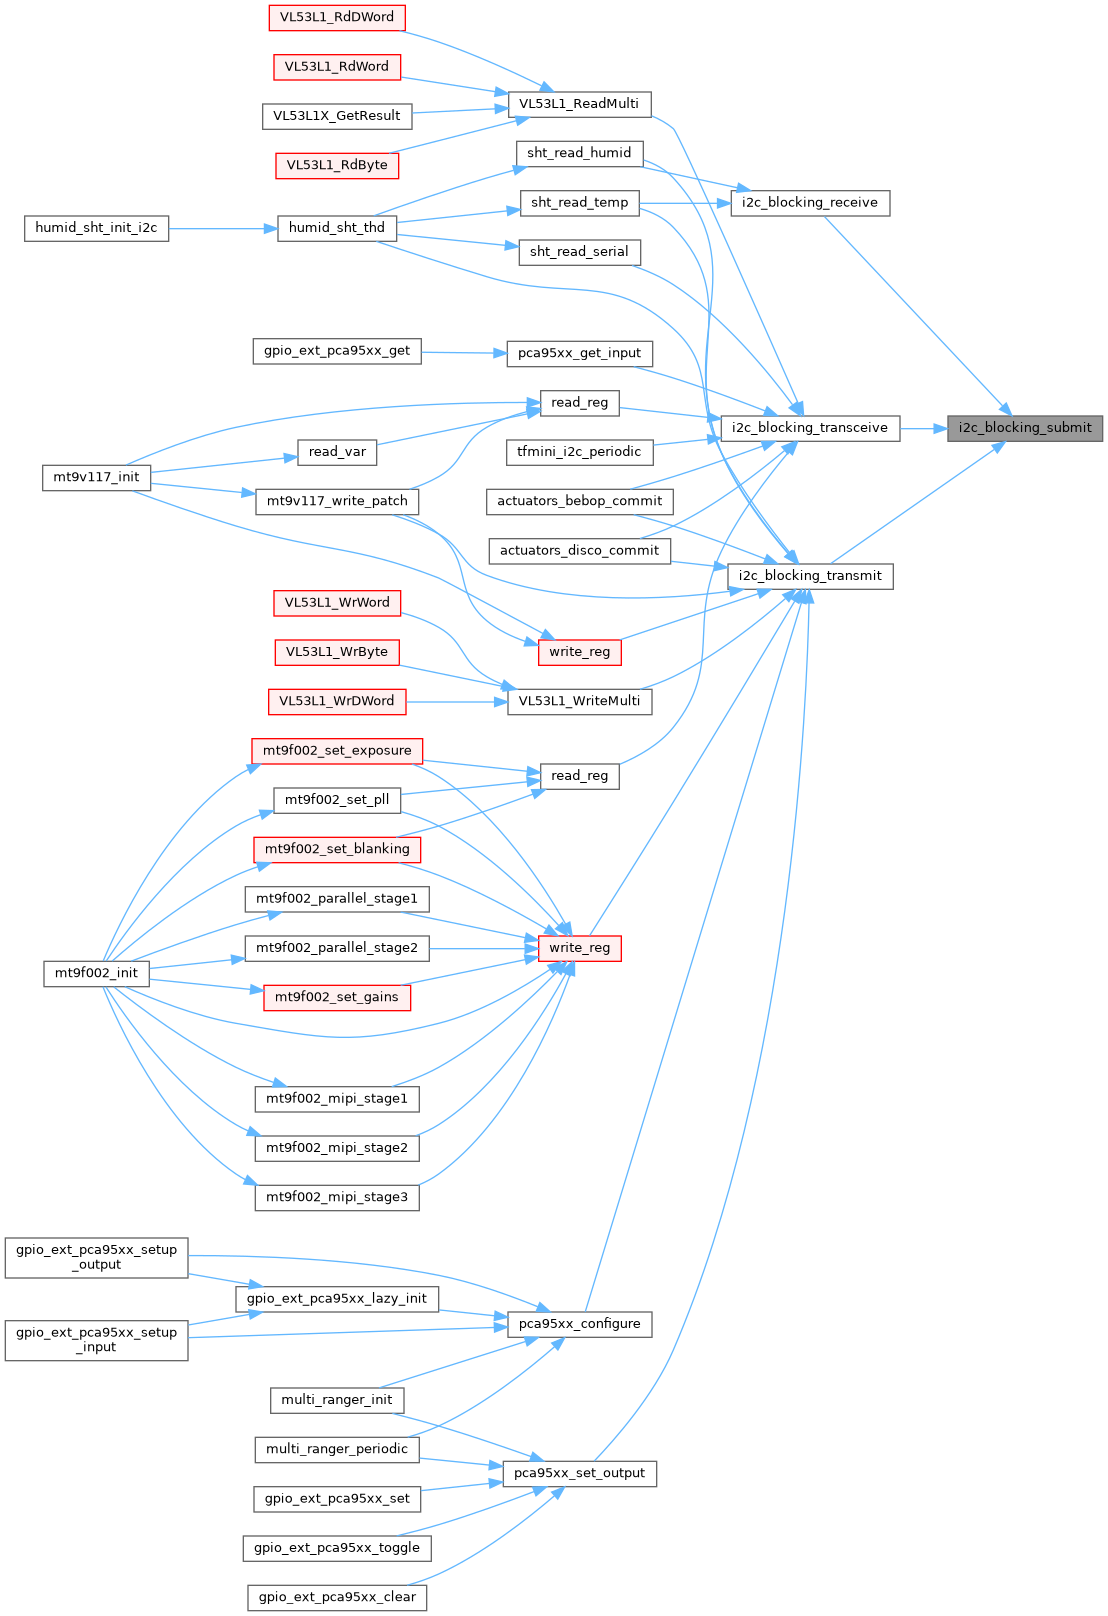 VL53L1_RdDWord
VL53L1_RdWord
VL53L1_ReadMulti
VL53L1X_GetResult
sht_read_humid
VL53L1_RdByte
sht_read_temp
i2c_blocking_receive
humid_sht_init_i2c
humid_sht_thd
sht_read_serial
gpio_ext_pca95xx_get
pca95xx_get_input
read_reg
i2c_blocking_transceive
i2c_blocking_submit
read_var
tfmini_i2c_periodic
mt9v117_init
mt9v117_write_patch
actuators_bebop_commit
actuators_disco_commit
i2c_blocking_transmit
VL53L1_WrWord
VL53L1_WrByte
write_reg
VL53L1_WrDWord
VL53L1_WriteMulti
mt9f002_set_exposure
read_reg
mt9f002_set_pll
mt9f002_set_blanking
mt9f002_parallel_stage1
mt9f002_parallel_stage2
write_reg
mt9f002_init
mt9f002_set_gains
mt9f002_mipi_stage1
mt9f002_mipi_stage2
mt9f002_mipi_stage3
gpio_ext_pca95xx_setup
_output
gpio_ext_pca95xx_lazy_init
gpio_ext_pca95xx_setup
_input
pca95xx_configure
multi_ranger_init
multi_ranger_periodic
pca95xx_set_output
gpio_ext_pca95xx_set
gpio_ext_pca95xx_toggle
gpio_ext_pca95xx_clear